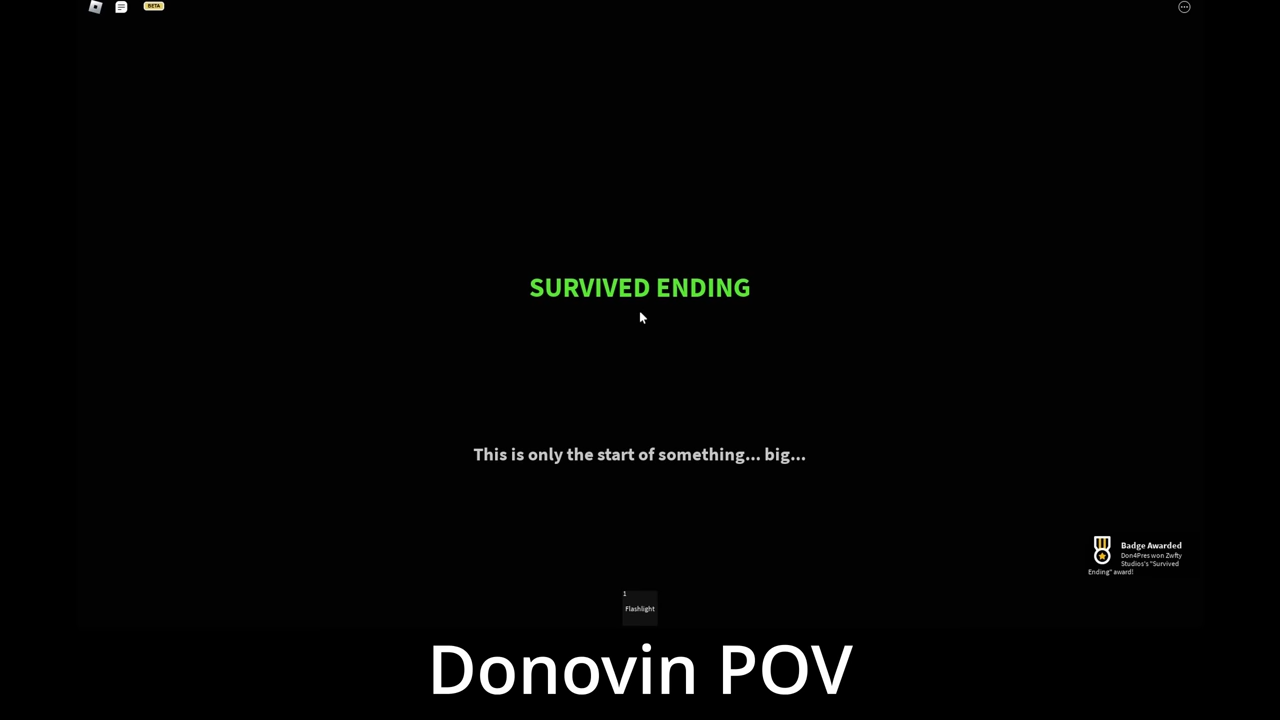 BETA
SURVIVED ENDING
This is only the start of something... big...
Badge Awarded
Don4Pres won Zwfty
Studios's "Survived
Ending" award!
1
Flashlight
Donovin POV